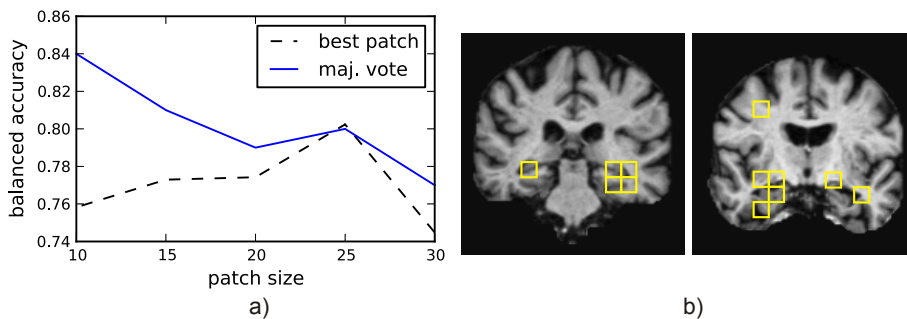 0.86
0.84
0.82
0.80
0.78
0.76
0.74
balanced accuracy
best patch
maj. vote
10 15 20 25 30
patch size
a) b)